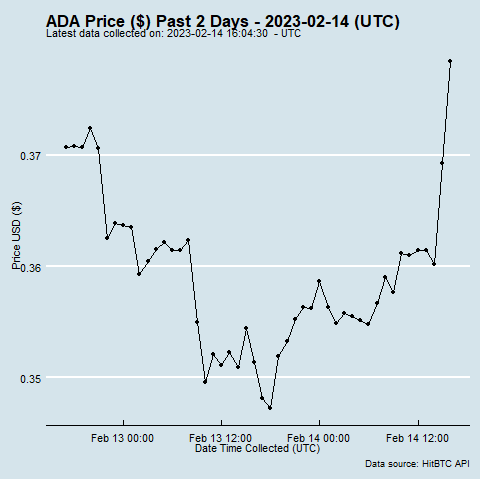 ADA Price ($) Past 2 Days - 2023-02-14 (UTC)
Latest data collected on: 2023-02-14 16:04:30 - UTC
Price USD ($)
0.37
0.36
0.35
Feb 13 00:00
Feb 13 12:00
Feb 14 00:00
Feb 14 12:00
Date Time Collected (UTC)
Data source: HitBTC API